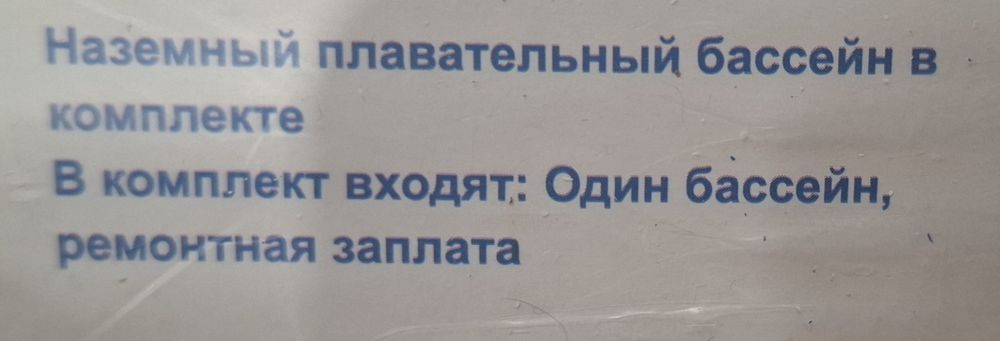 Наземный плавательный бассейн в
комплекте
В комплект входят: Один бассейн,
ремонтная заплата